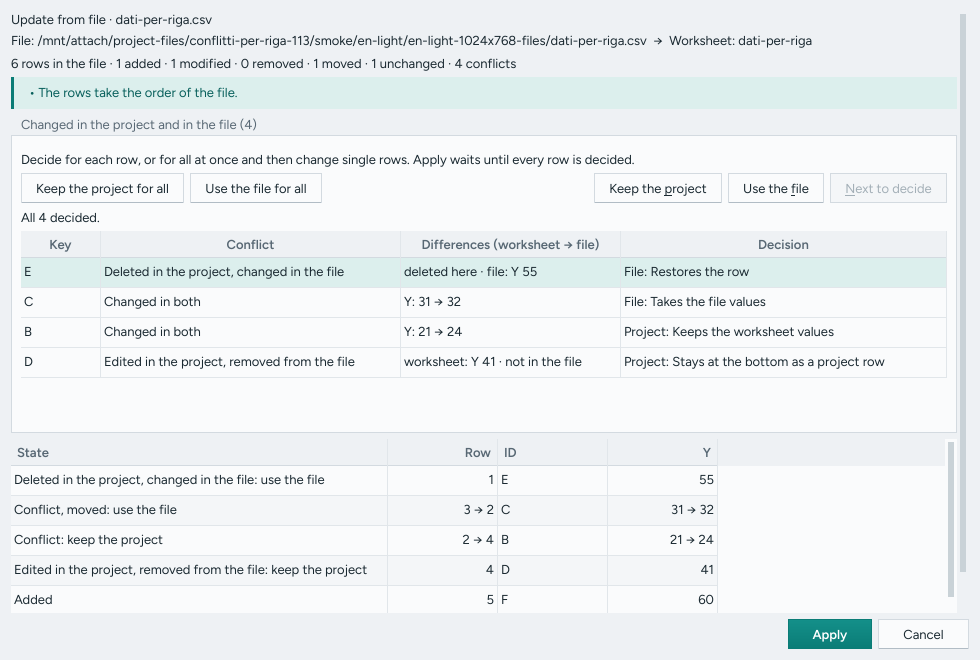 Update from file · dati-per-riga.csv
File: /mnt/attach/project-files/conflitti-per-riga-113/smoke/en-light/en-light-1024x768-files/dati-per-riga.csv → Worksheet: dati-per-riga
6 rows in the file · 1 added · 1 modified · 0 removed · 1 moved · 1 unchanged · 4 conflicts
• The rows take the order of the file.
Changed in the project and in the file (4)
Decide for each row, or for all at once and then change single rows. Apply waits until every row is decided.
Keep the project for all Use the file for all Keep the project Use the file Next to decide
All 4 decided.
Key Conflict Differences (worksheet → file) Decision
E Deleted in the project, changed in the file deleted here · file: Y 55 File: Restores the row
C Changed in both Y: 31 → 32 File: Takes the file values
B Changed in both Y: 21 → 24 Project: Keeps the worksheet values
D Edited in the project, removed from the file worksheet: Y 41 · not in the file Project: Stays at the bottom as a project row
State Row ID Y
Deleted in the project, changed in the file: use the file 1 E 55
Conflict, moved: use the file 3 → 2 C 31 → 32
Conflict: keep the project 2 → 4 B 21 → 24
Edited in the project, removed from the file: keep the project 4 D 41
Added 5 F 60
Apply Cancel